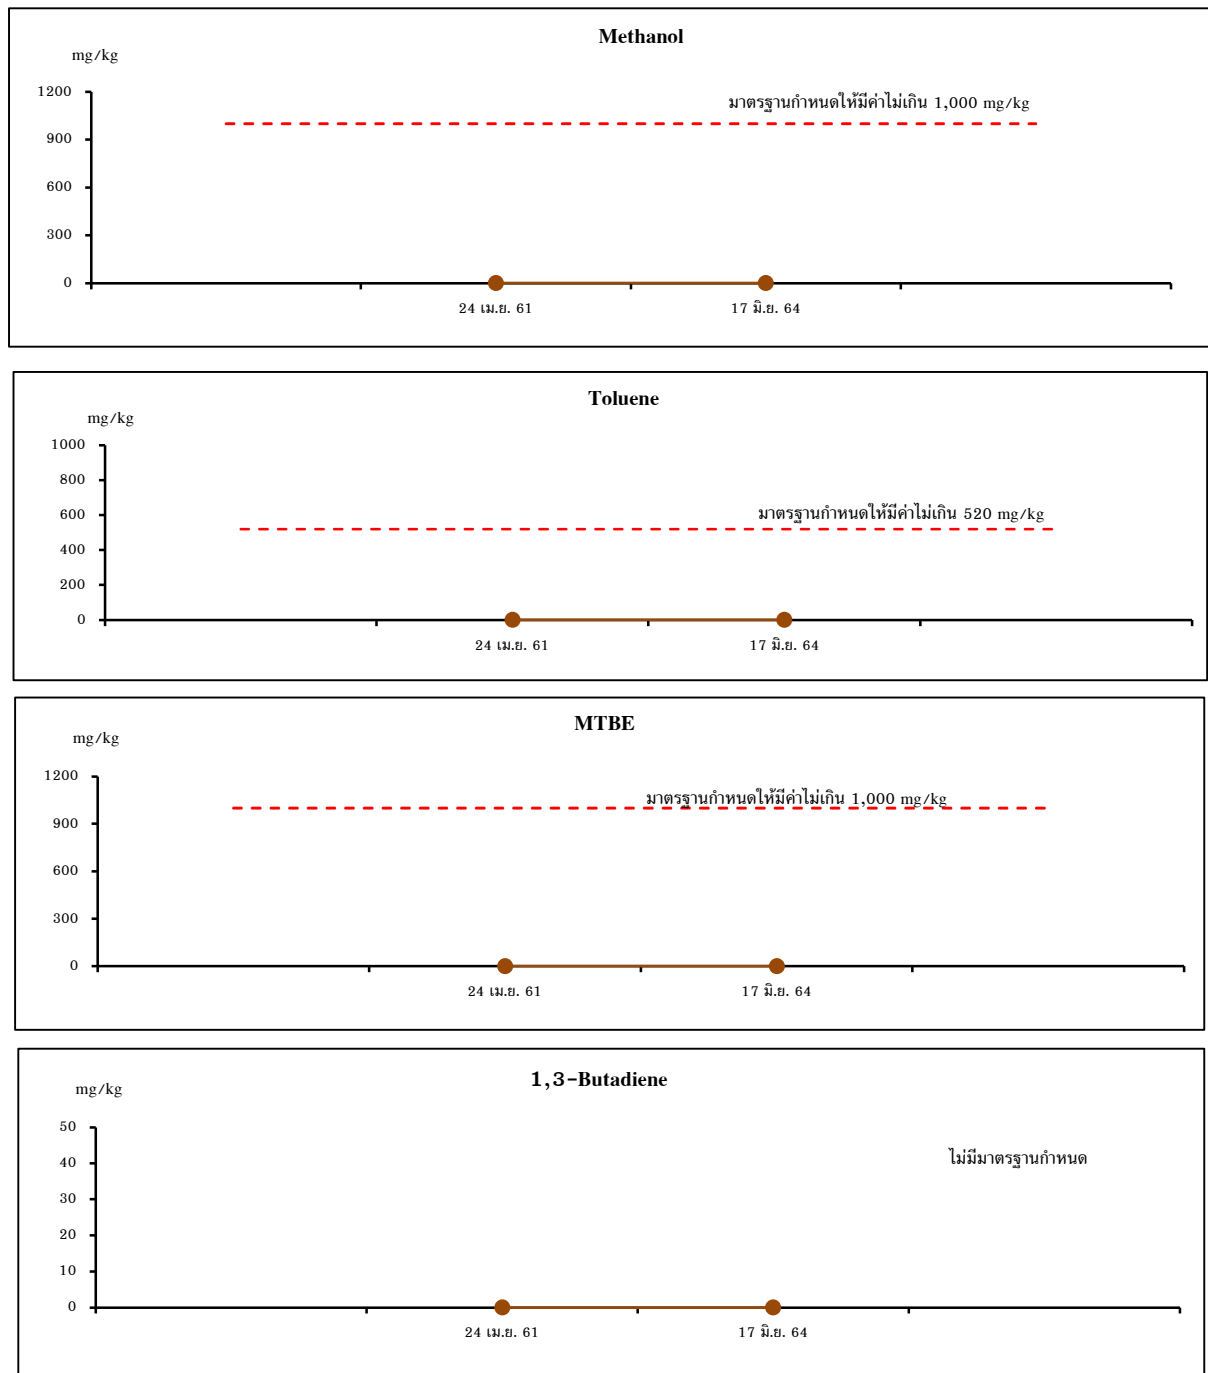 Methanol
mg/kg
1200
มาตรฐานกำหนดให้มีค่าไม่เกิน 1,000 mg/kg
900
600
300
0
24 เม.ย. 61 17 มิ.ย. 64
Toluene
mg/kg
1000
800
มาตรฐานกำหนดให้มีค่าไม่เกิน 520 mg/kg
600
400
200
0
24 เม.ย. 61 17 มิ.ย. 64
MTBE
mg/kg
1200
มาตรฐานกำหนดให้มีค่าไม่เกิน 1,000 mg/kg
900
600
300
0
24 เม.ย. 61 17 มิ.ย. 64
1,3-Butadiene
mg/kg
50
ไม่มีมาตรฐานกำหนด
40
30
20
10
0
24 เม.ย. 61 17 มิ.ย. 64